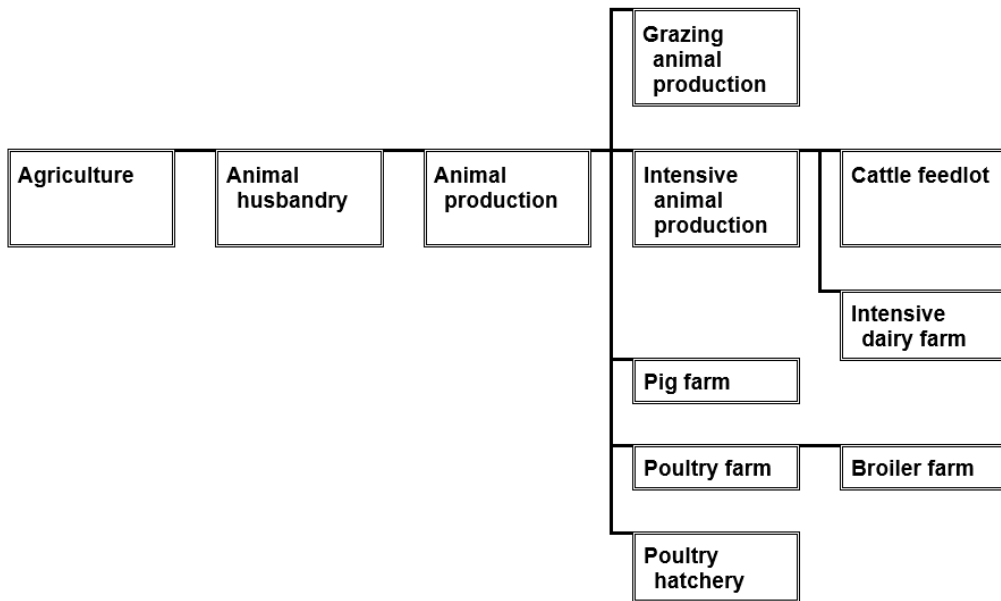 Grazing
animal
production
Agriculture
Animal
husbandry
Animal
production
Intensive
animal
production
Cattle feedlot
Intensive
dairy farm
Pig farm
Poultry farm
Broiler farm
Poultry
hatchery